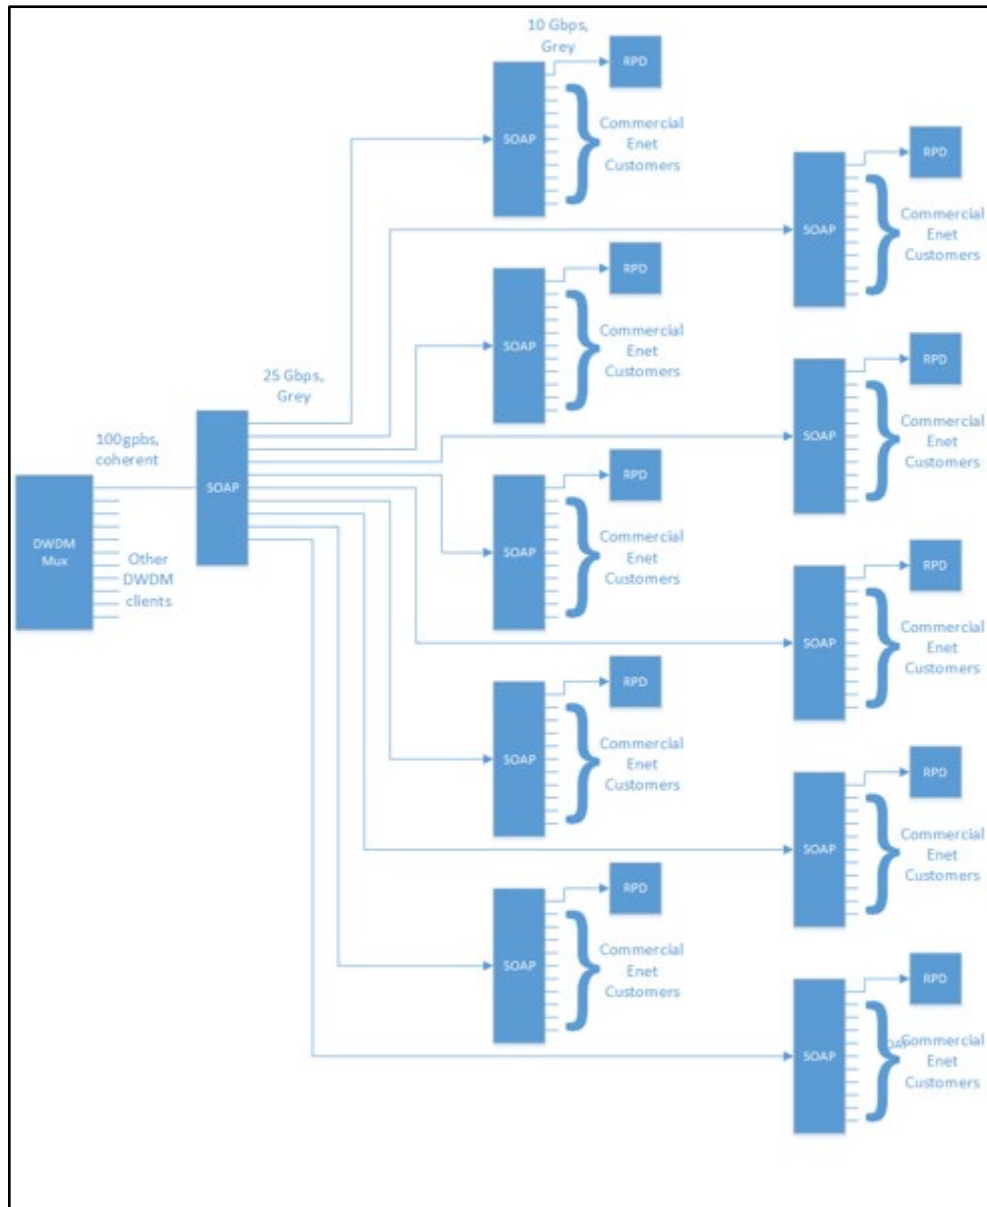 10 Gbps,
Grey
RPD
SOAP
Commercial
Enet
Customers
RPD
SOAP
Commercial
Enet
Customers
RPD
SOAP
Commercial
Enet
Customers
RPD
SOAP
Commercial
Enet
Customers
25 Gbps,
Grey
100gpbs,
coherent
SOAP
DWDM
Mux
Other
DWDM
clients
RPD
SOAP
Commercial
Enet
Customers
RPD
SOAP
Commercial
Enet
Customers
RPD
SOAP
Commercial
Enet
Customers
RPD
SOAP
Commercial
Enet
Customers
RPD
SOAP
Commercial
Enet
Customers
RPD
SOAP
Commercial
Enet
Customers